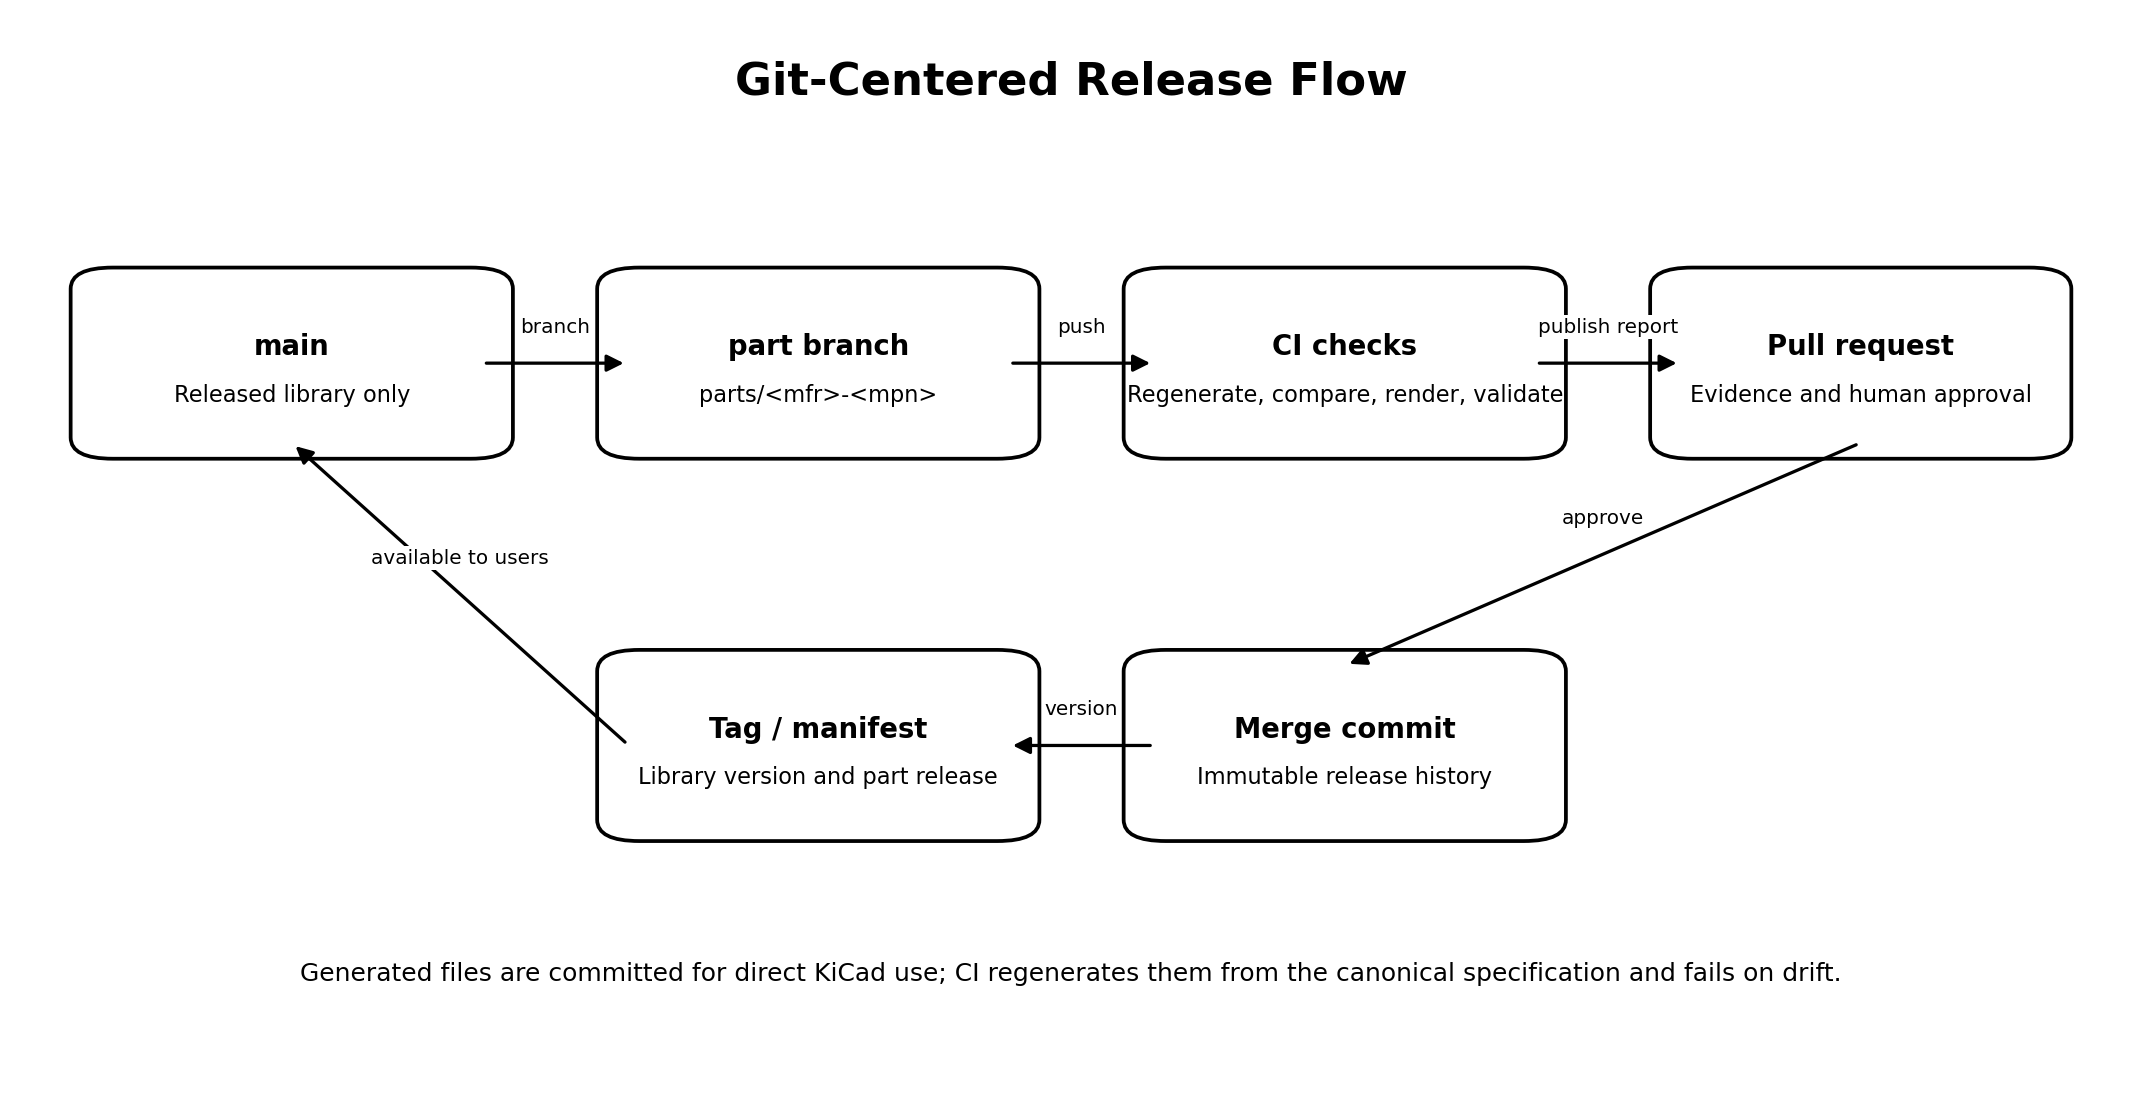 Git-Centered Release Flow
main
Released library only
branch
part branch
parts/<mfr>-<mpn>
push
CI checks
Regenerate, compare, render, validate
publish report
Pull request
Evidence and human approval
approve
available to users
Tag / manifest
Library version and part release
version
Merge commit
Immutable release history
Generated files are committed for direct KiCad use; CI regenerates them from the canonical specification and fails on drift.